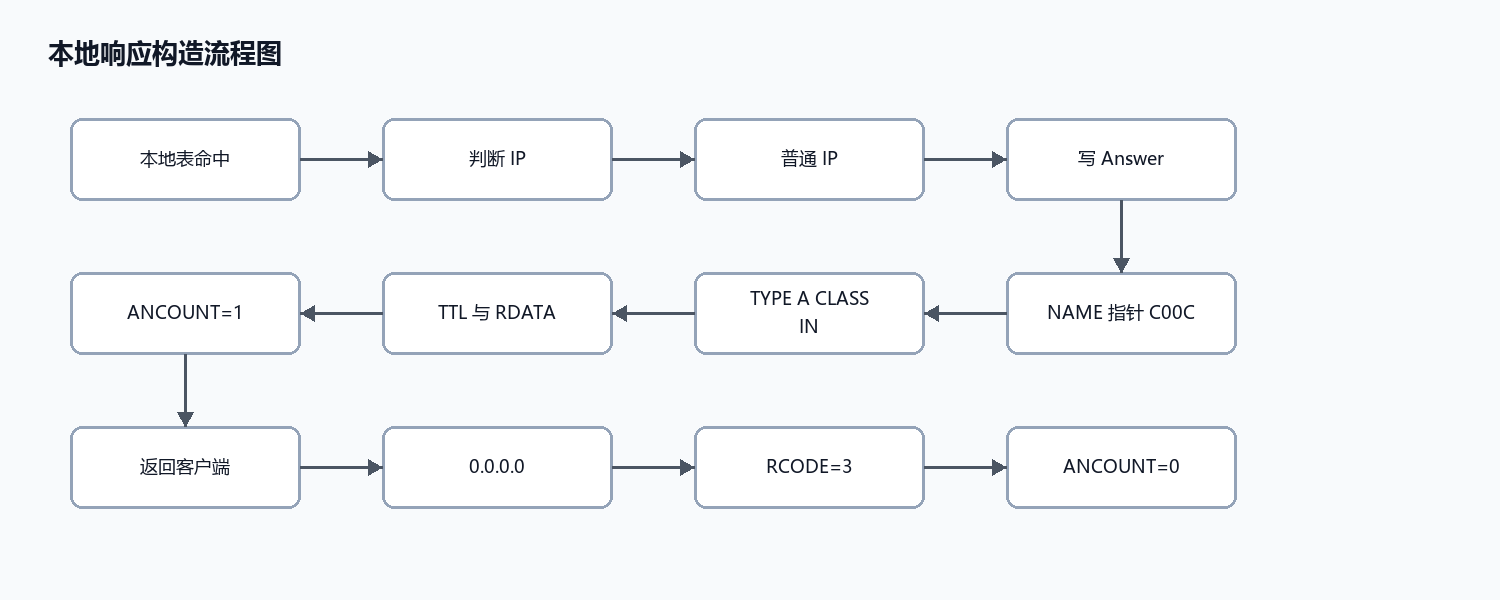 本地响应构造流程图
本地表命中
判断 IP
普通 IP
写 Answer
ANCOUNT=1
TTL 与 RDATA
TYPE A CLASS
IN
NAME 指针 C00C
返回客户端
0.0.0.0
RCODE=3
ANCOUNT=0